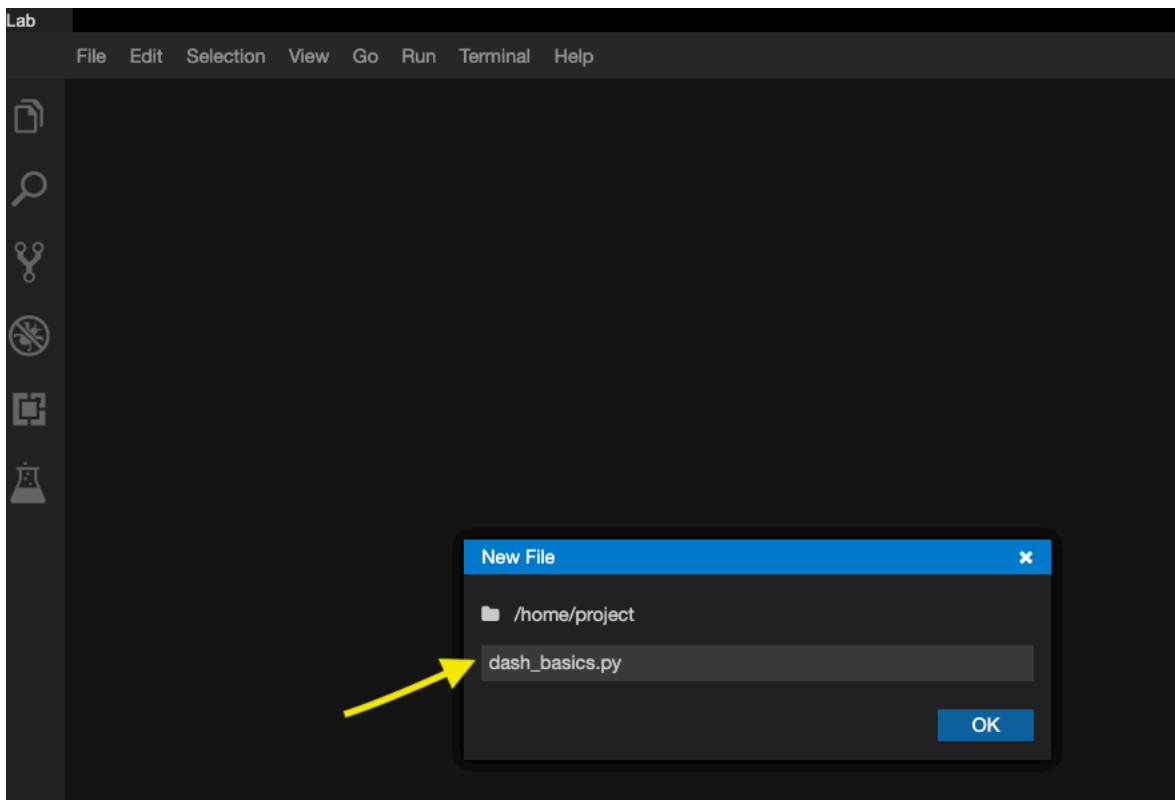 Lab
File Edit Selection View Go Run Terminal Help
New File
/home/project
dash_basics.py
OK